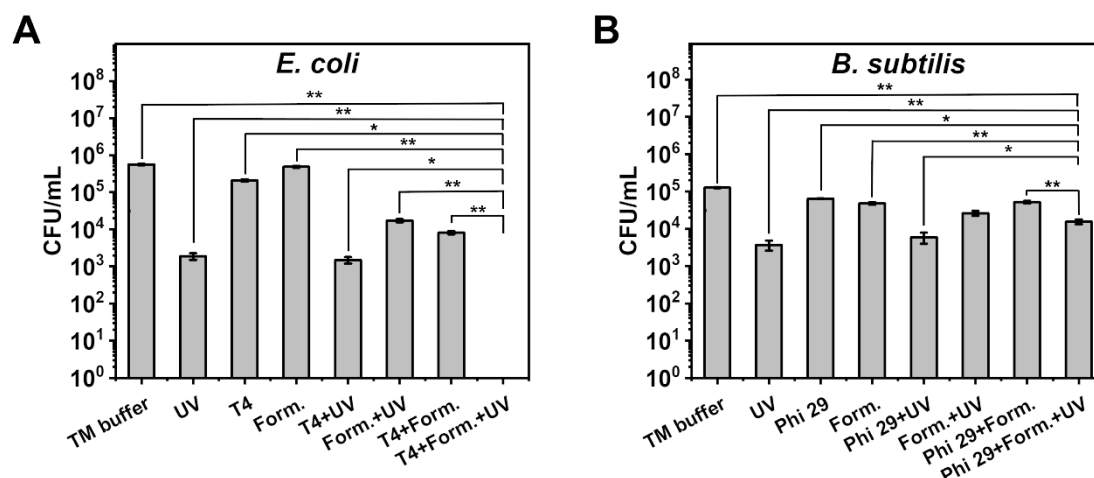 A
E. coli
CFU/mL
10⁸
10⁷
10⁶
10⁵
10⁴
10³
10²
10¹
10⁰
**
**
*
**
*
**
**
TM buffer
UV
T4
Form.
T4+UV
Form.+UV
T4+Form.
T4+Form.+UV
B
B. subtilis
CFU/mL
10⁸
10⁷
10⁶
10⁵
10⁴
10³
10²
10¹
10⁰
**
**
*
**
*
**
TM buffer
UV
Phi 29
Form.
Phi 29+UV
Form.+UV
Phi 29+Form.
Phi 29+Form.+UV